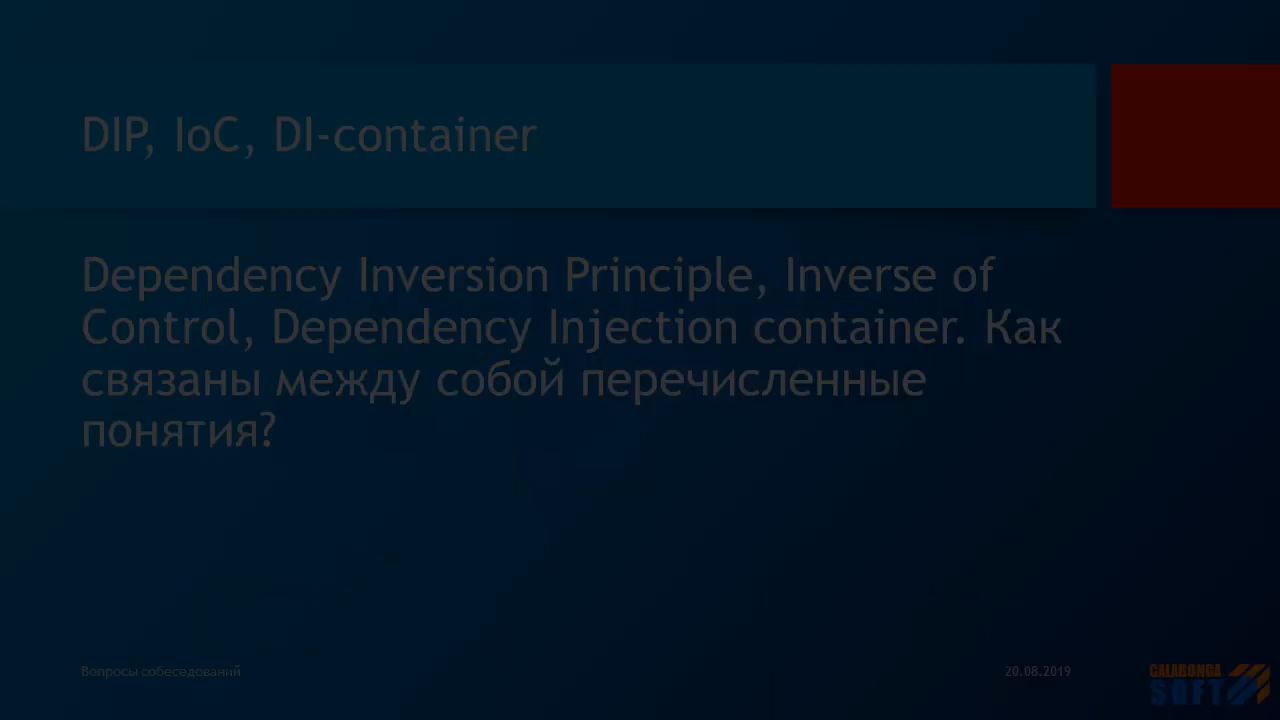 DIP, IoC, DI-container
Dependency Inversion Principle, Inverse of
Control, Dependency Injection container. Как
связаны между собой перечисленные
понятия?
Вопросы собеседований
20.08.2019
CALABONGA
SOFT